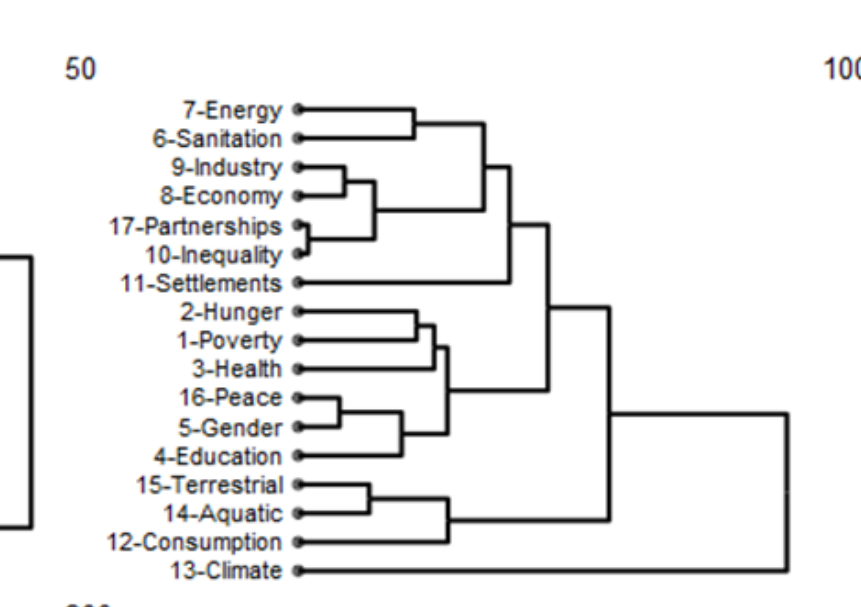 50
7-Energy
6-Sanitation
9-Industry
8-Economy
17-Partnerships
10-Inequality
11-Settlements
2-Hunger
1-Poverty
3-Health
16-Peace
5-Gender
4-Education
15-Terrestrial
14-Aquatic
12-Consumption
13-Climate